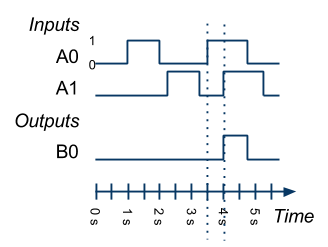 Inputs
A0 1 0
A1
Outputs
B0
0 s 1 s 2 s 3 s 4 s 5 s Time